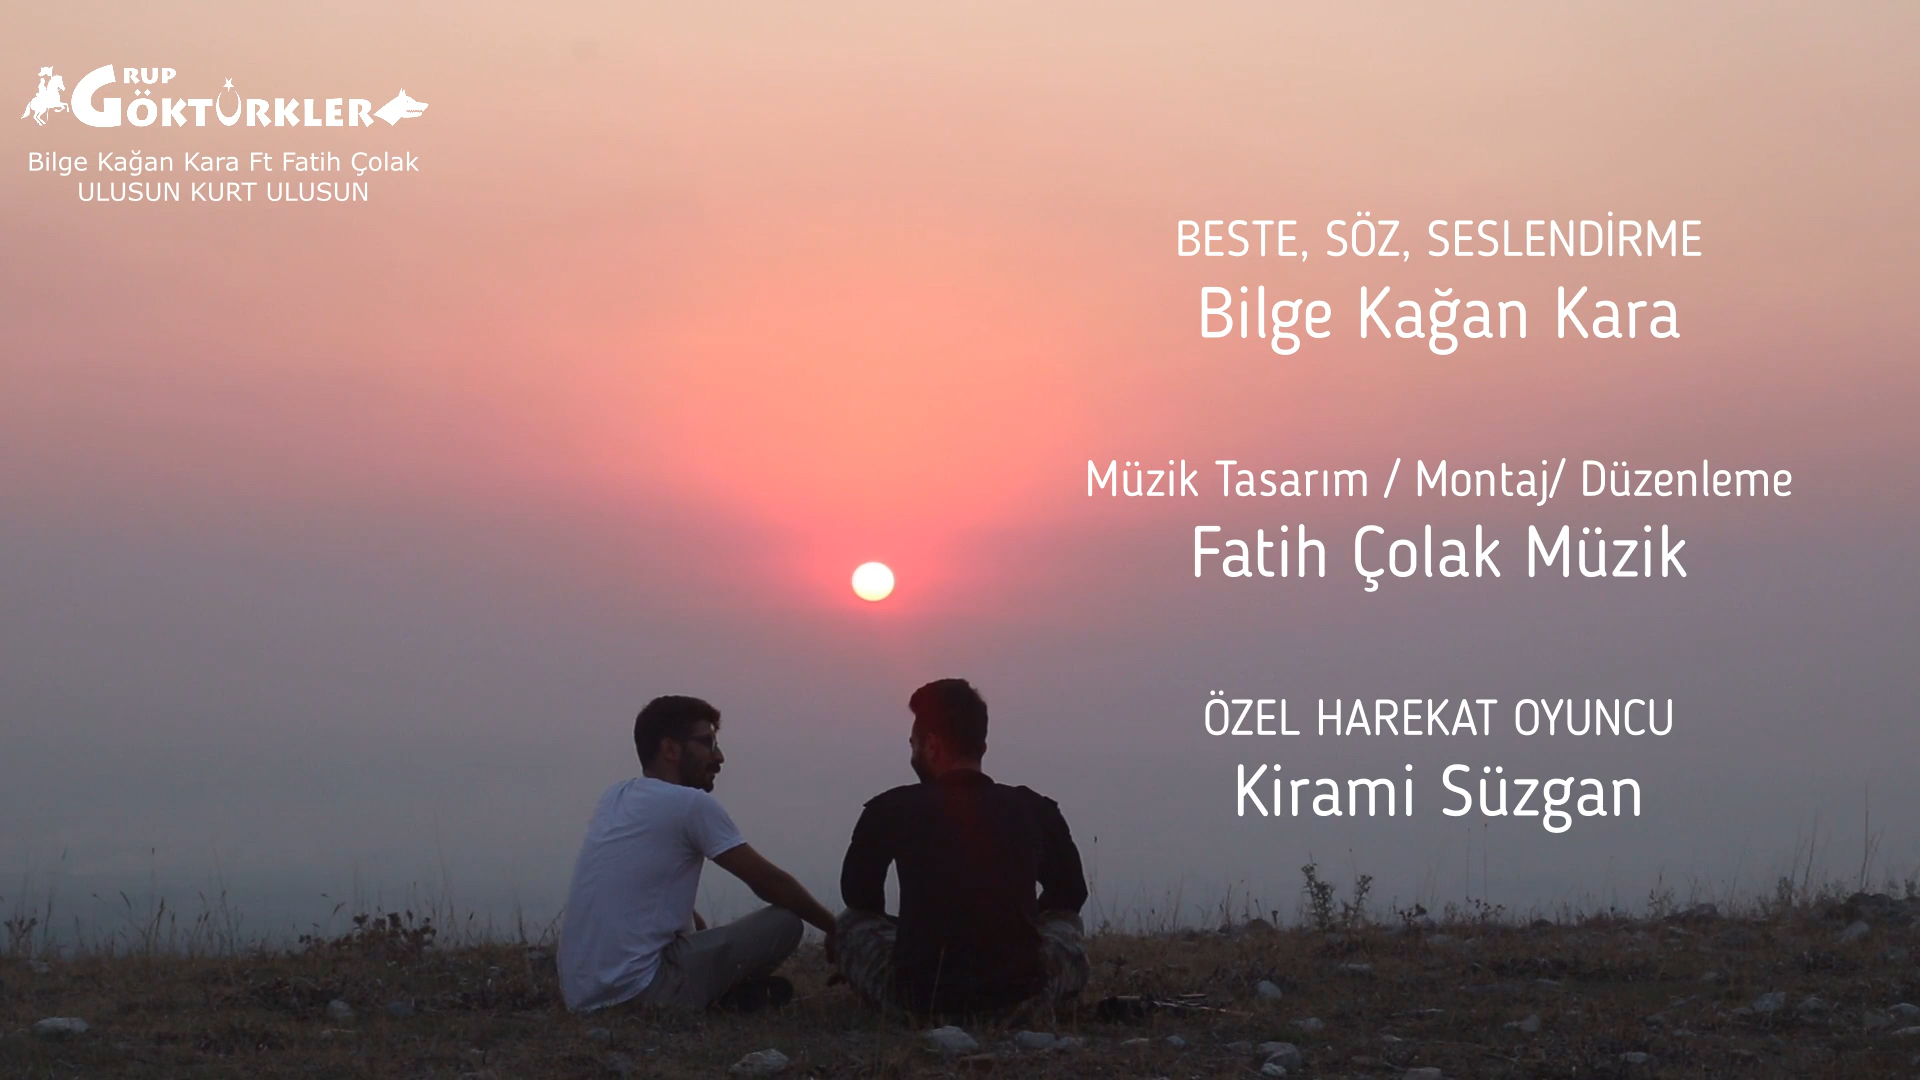 GRUP
GÖKTÜRKLER
Bilge Kağan Kara Ft Fatih Çolak
ULUSUN KURT ULUSUN
BESTE, SÖZ, SESLENDİRME
Bilge Kağan Kara
Müzik Tasarım / Montaj/ Düzenleme
Fatih Çolak Müzik
ÖZEL HAREKAT OYUNCU
Kirami Süzgan